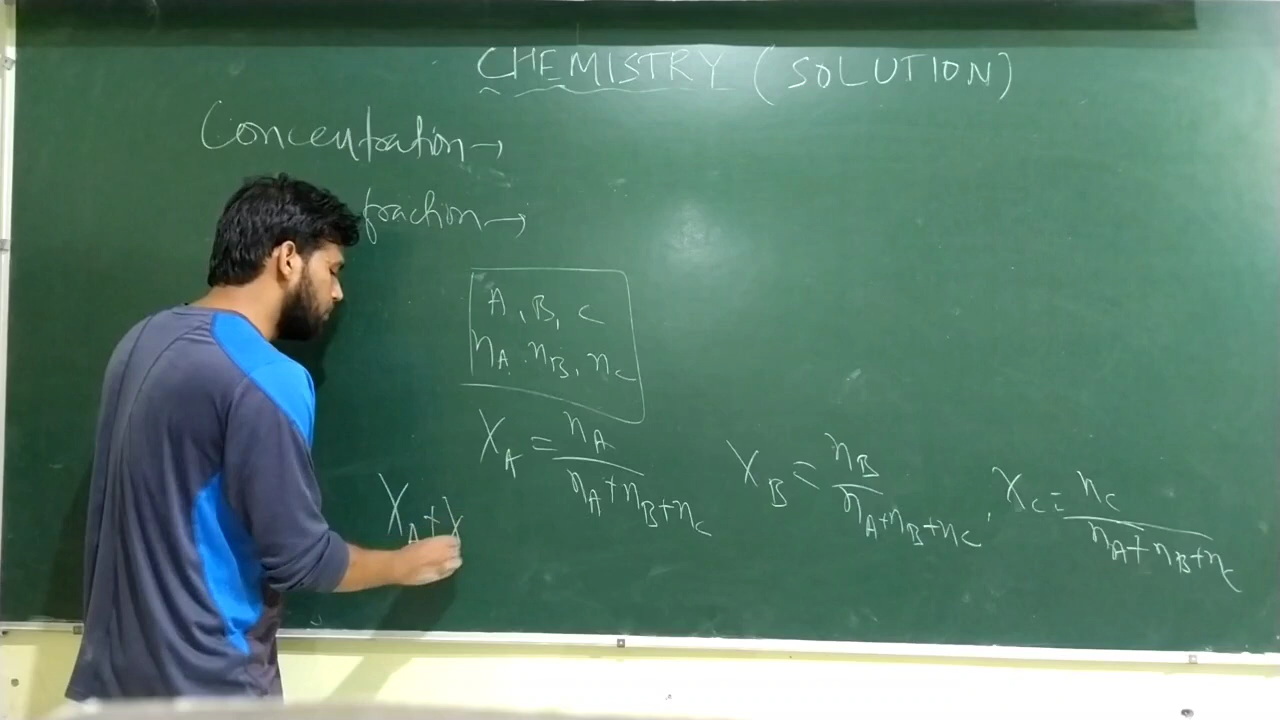 CHEMISTRY (SOLUTION)
Concentration →
fraction →
A, B, C
nA. nB, nC
XA = nA / nA+nB+nC
XB = nB / nA+nB+nC,
XC = nC / nA+nB+nC
XA+X